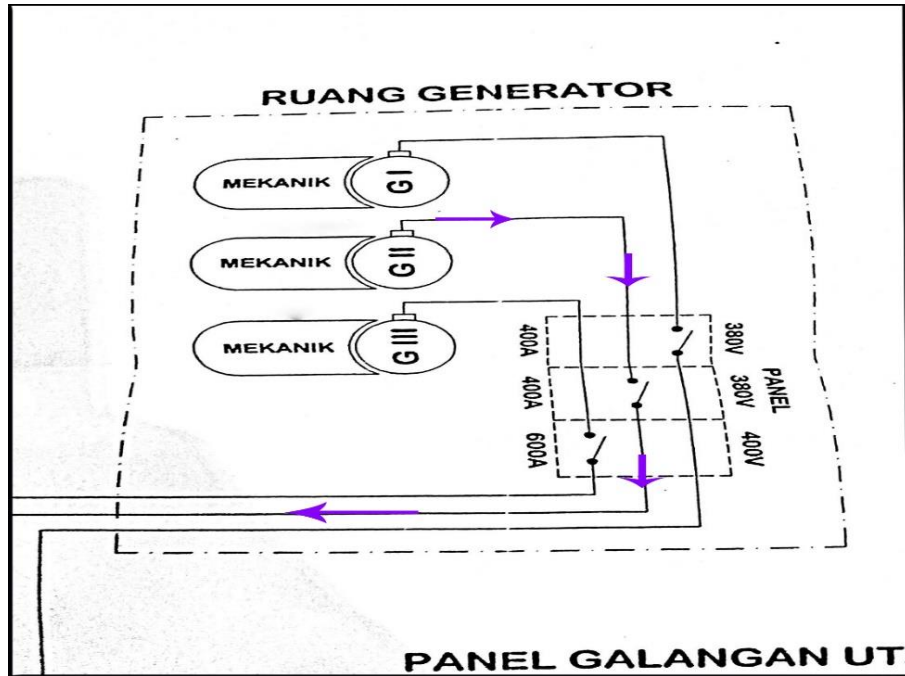 RUANG GENERATOR
MEKANIK
G I
MEKANIK
G II
MEKANIK
G III
400A
380V
400A
380V
PANEL
600A
400V
PANEL GALANGAN UT